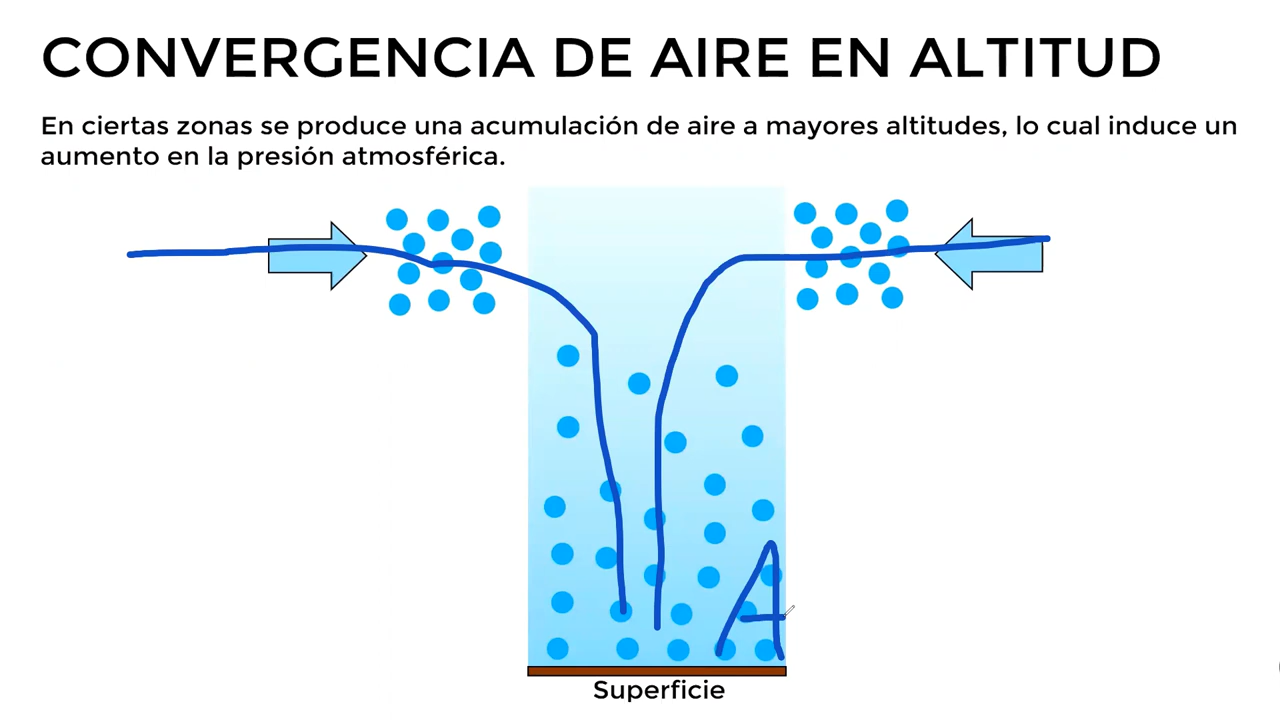 CONVERGENCIA DE AIRE EN ALTITUD
En ciertas zonas se produce una acumulación de aire a mayores altitudes, lo cual induce un
aumento en la presión atmosférica.
A
Superficie